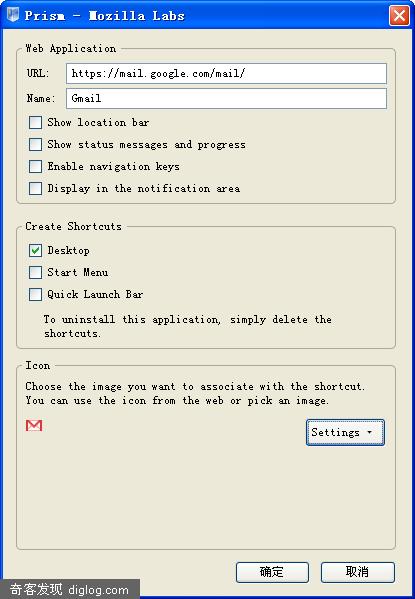 Prism - Mozilla Labs
Web Application
URL: https://mail.google.com/mail/
Name: Gmail
Show location bar
Show status messages and progress
Enable navigation keys
Display in the notification area
Create Shortcuts
Desktop
Start Menu
Quick Launch Bar
To uninstall this application, simply delete the
shortcuts.
Icon
Choose the image you want to associate with the shortcut.
You can use the icon from the web or pick an image.
Settings
确定 取消
奇客发现 diglog.com